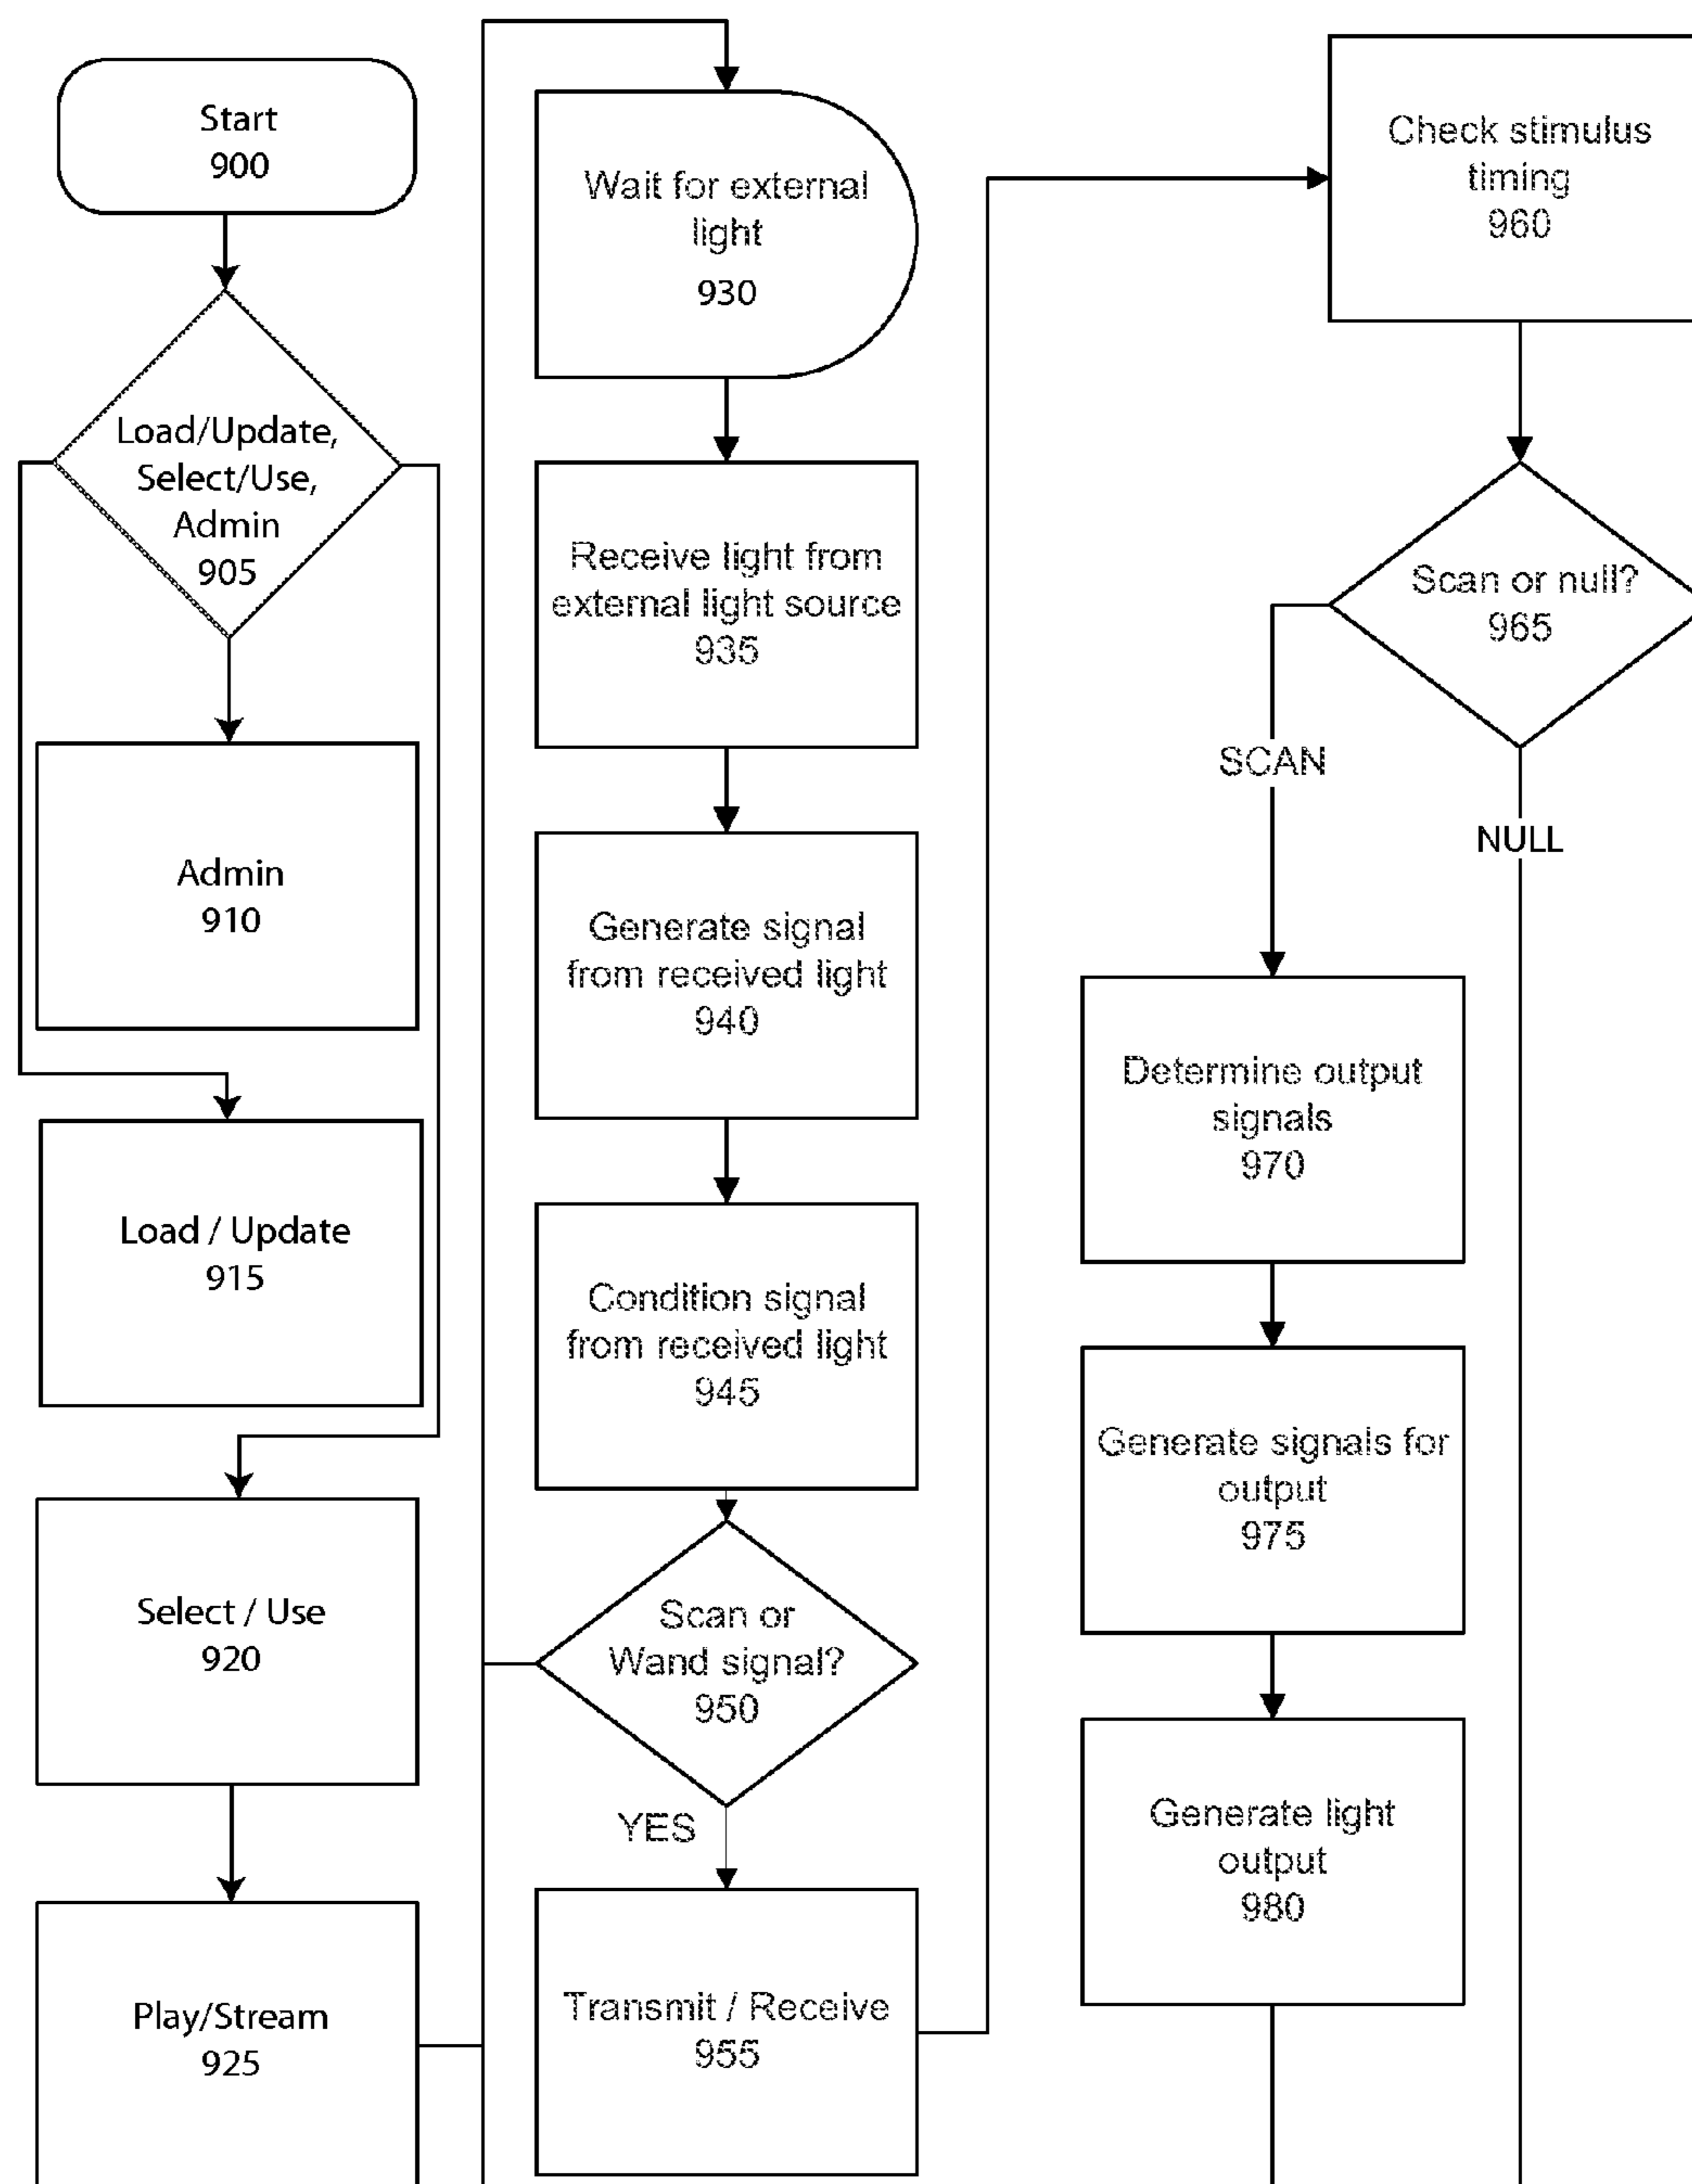 Start
900
Load/Update,
Select/Use,
Admin
905
Admin
910
Load / Update
915
Select / Use
920
Play/Stream
925
Wait for external
light
930
Receive light from
external light source
935
Generate signal
from received light
940
Condition signal
from received light
945
Scan or
Wand signal?
950
YES
Transmit / Receive
955
Check stimulus
timing
960
Scan or null?
965
SCAN
NULL
Determine output
signals
970
Generate signals for
output
975
Generate light
output
980